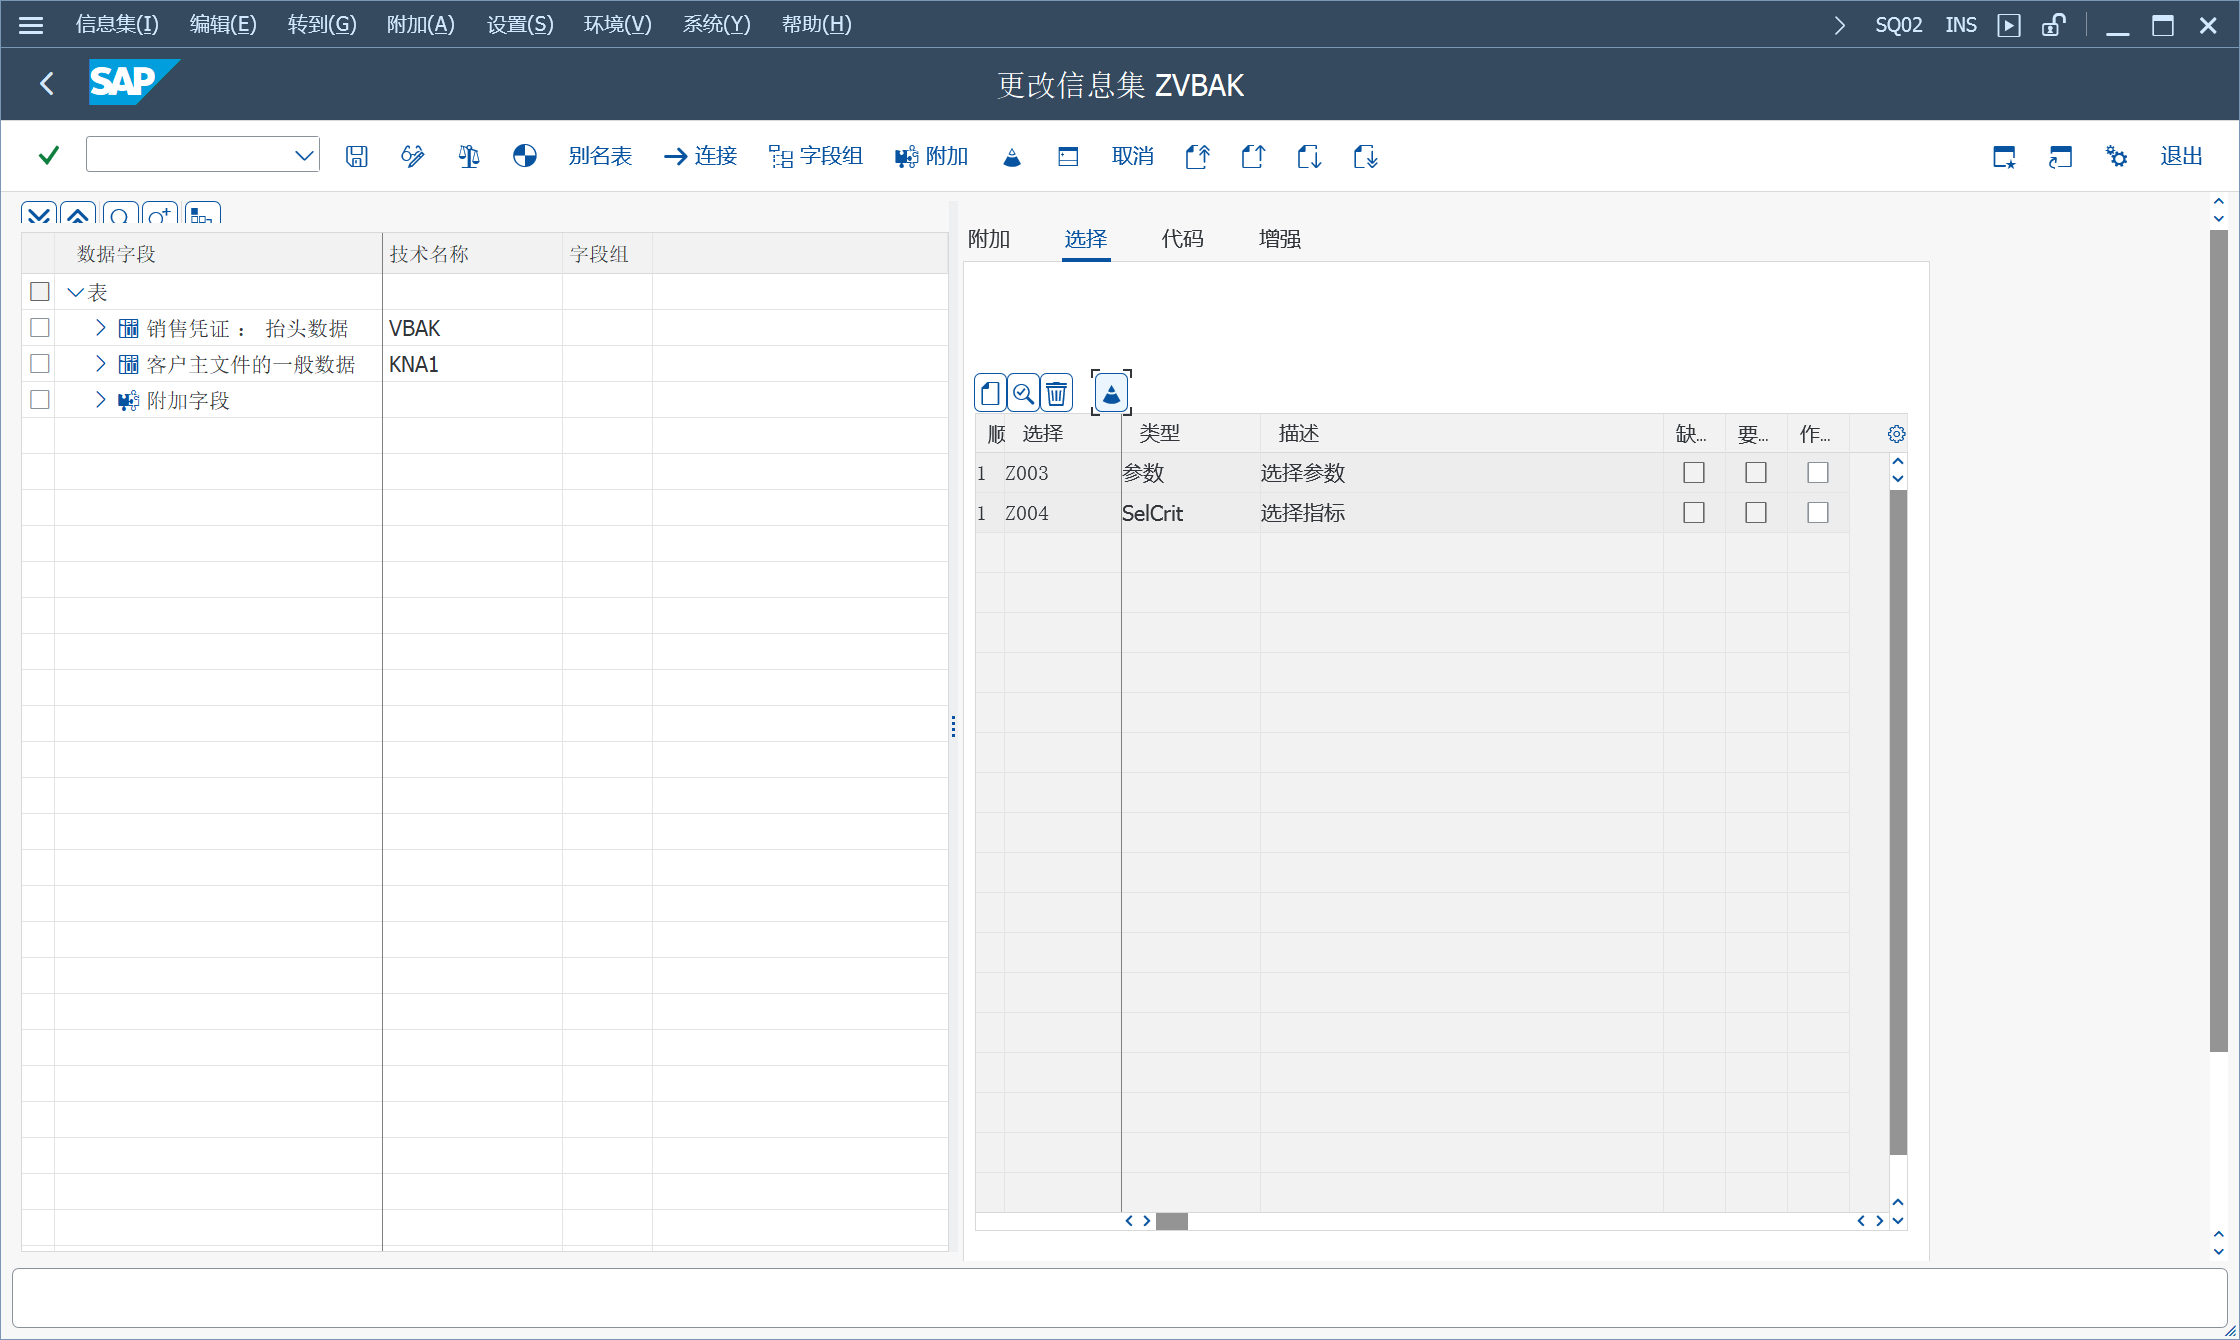 信息集(I) 编辑(E) 转到(G) 附加(A) 设置(S) 环境(V) 系统(Y) 帮助(H) SQ02 INS
SAP 更改信息集 ZVBAK
别名表 连接 字段组 附加 取消 退出
附加 选择 代码 增强
数据字段 技术名称 字段组
表
销售凭证： 抬头数据 VBAK
客户主文件的一般数据 KNA1
附加字段
顺 选择 类型 描述 缺... 要... 作...
1 Z003 参数 选择参数
1 Z004 SelCrit 选择指标